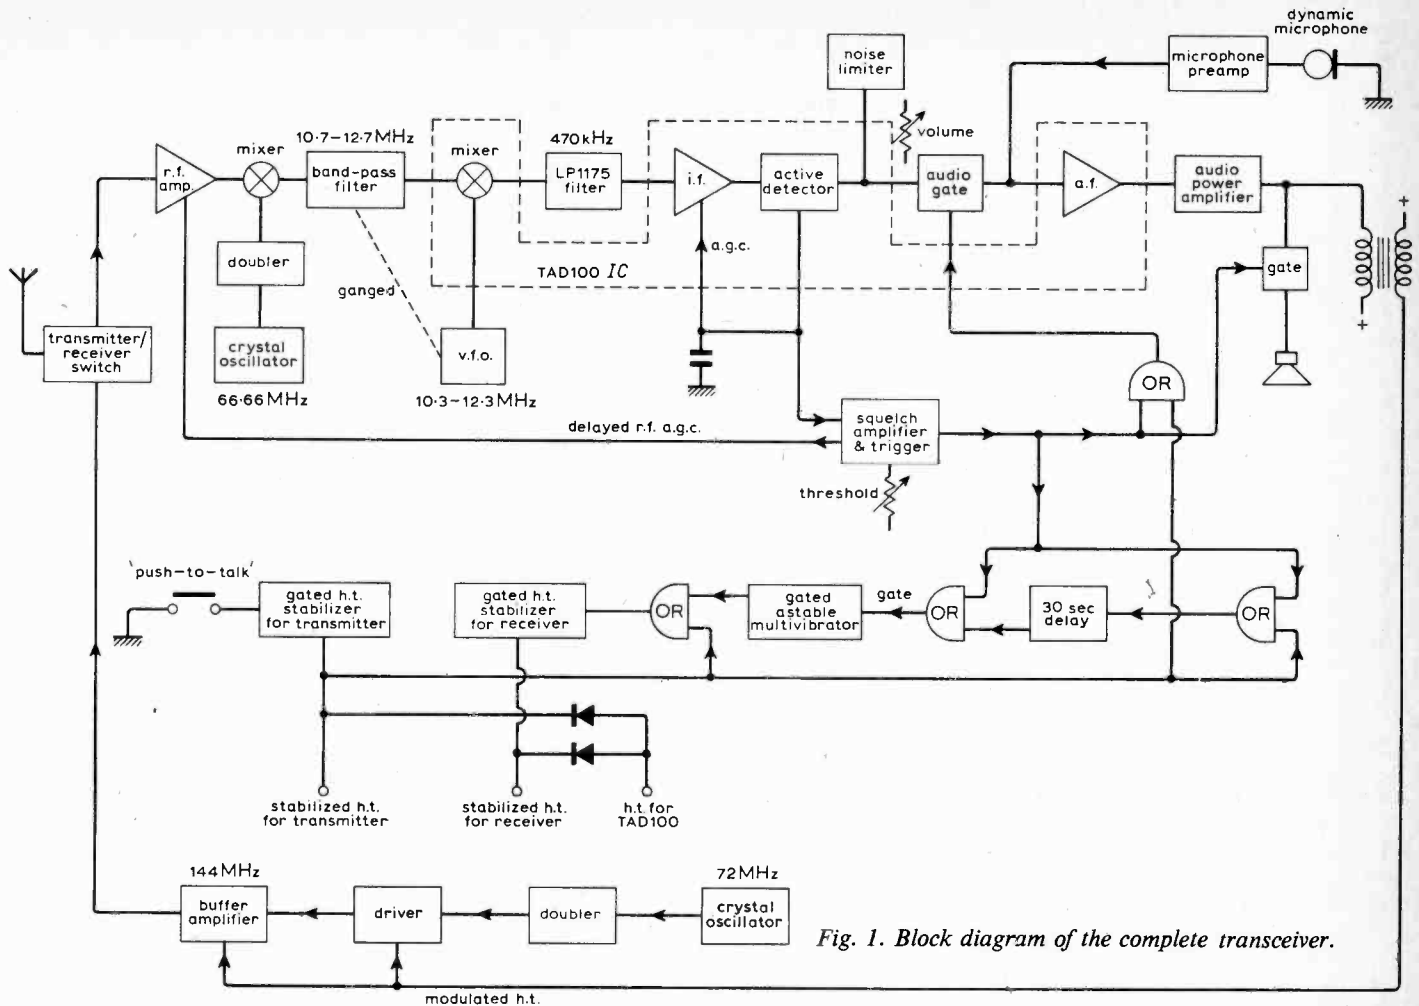 dynamic
microphone
noise
limiter
microphone
preamp
volume
10·7–12·7MHz
470kHz
mixer
mixer
r.f.
amp.
band-pass
filter
LP1175
filter
i.f.
active
detector
audio
gate
a.f.
audio
power
amplifier
+
a.g.c.
doubler
TAD100 IC
gate
ganged
+
transmitter/
receiver
switch
crystal
oscillator
v.f.o.
66·66MHz
10·3–12·3MHz
OR
delayed r.f. a.g.c.
squelch
amplifier
& trigger
threshold
'push-to-talk'
gated h.t.
stabilizer
for transmitter
gated h.t.
stabilizer
for receiver
OR
gated
astable
multivibrator
gate
OR
30 sec
delay
OR
stabilized h.t.
for transmitter
stabilized h.t.
for receiver
h.t. for
TAD100
144MHz
72MHz
buffer
amplifier
driver
doubler
crystal
oscillator
Fig. 1. Block diagram of the complete transceiver.
modulated h.t.